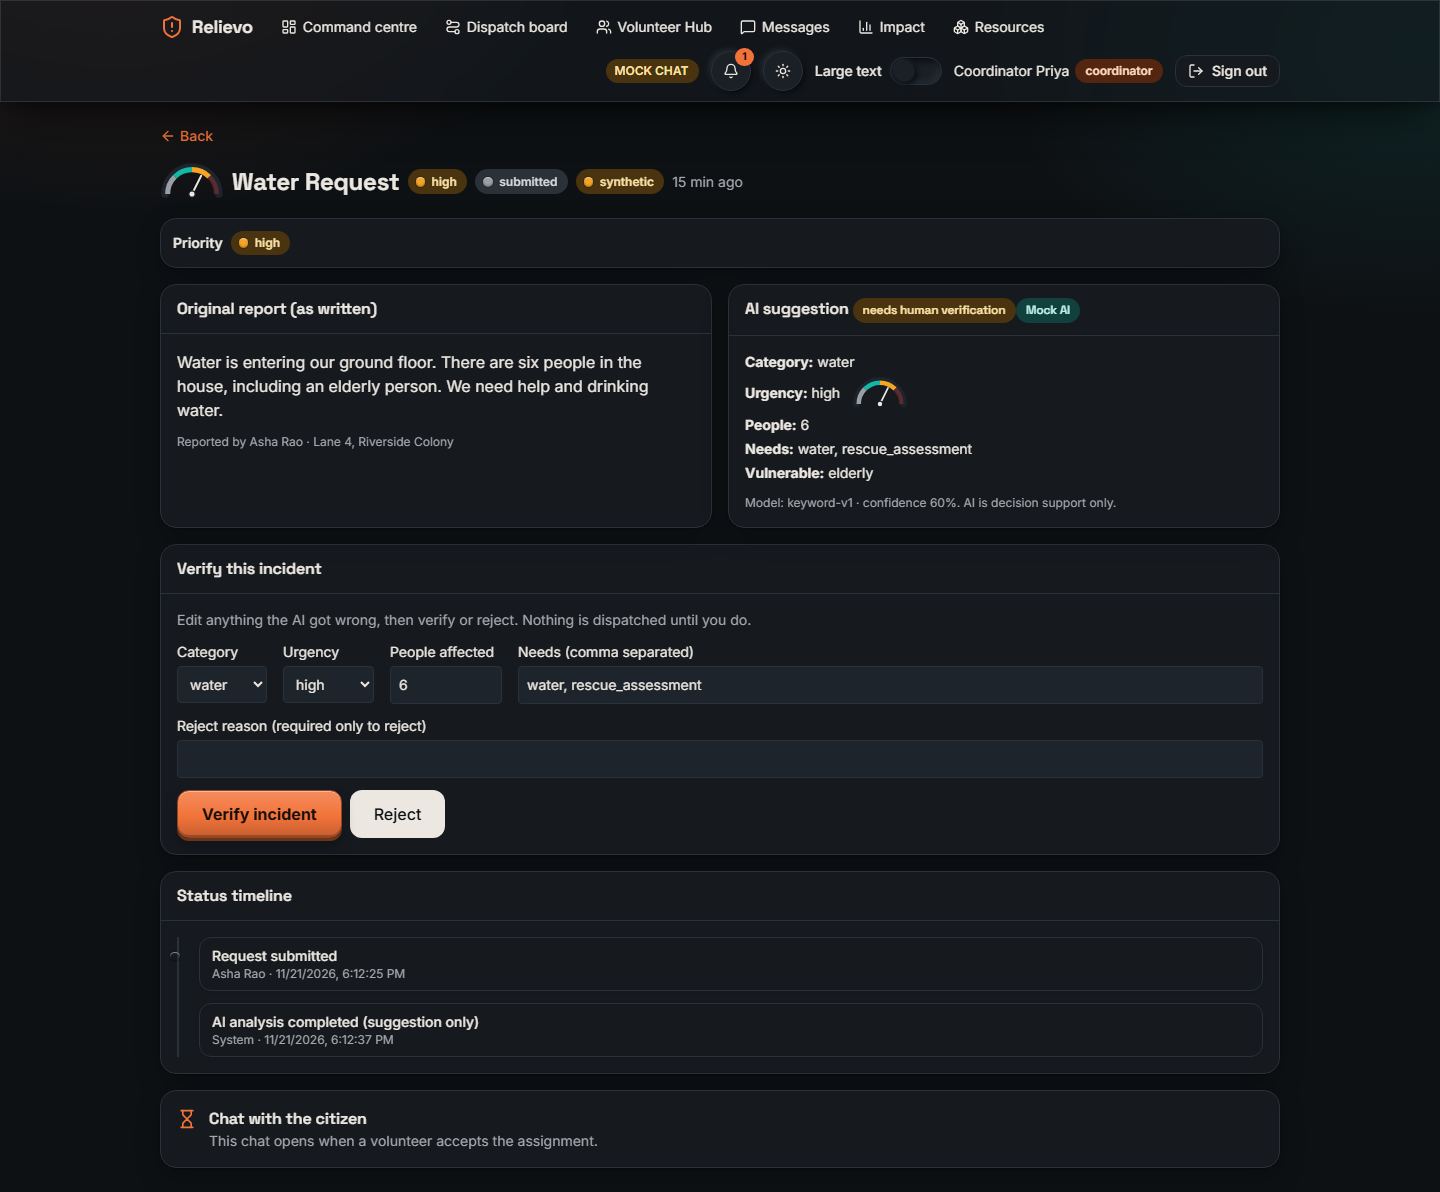 Relievo
Command centre
Dispatch board
Volunteer Hub
Messages
Impact
Resources
MOCK CHAT
1
Large text
Coordinator Priya
coordinator
Sign out
Back
Water Request
high
submitted
synthetic
15 min ago
Priority
high
Original report (as written)
Water is entering our ground floor. There are six people in the
house, including an elderly person. We need help and drinking
water.
Reported by Asha Rao · Lane 4, Riverside Colony
AI suggestion
needs human verification
Mock AI
Category: water
Urgency: high
People: 6
Needs: water, rescue_assessment
Vulnerable: elderly
Model: keyword-v1 · confidence 60%. AI is decision support only.
Verify this incident
Edit anything the AI got wrong, then verify or reject. Nothing is dispatched until you do.
Category
Urgency
People affected
Needs (comma separated)
water
high
6
water, rescue_assessment
Reject reason (required only to reject)
Verify incident
Reject
Status timeline
Request submitted
Asha Rao · 11/21/2026, 6:12:25 PM
AI analysis completed (suggestion only)
System · 11/21/2026, 6:12:37 PM
Chat with the citizen
This chat opens when a volunteer accepts the assignment.